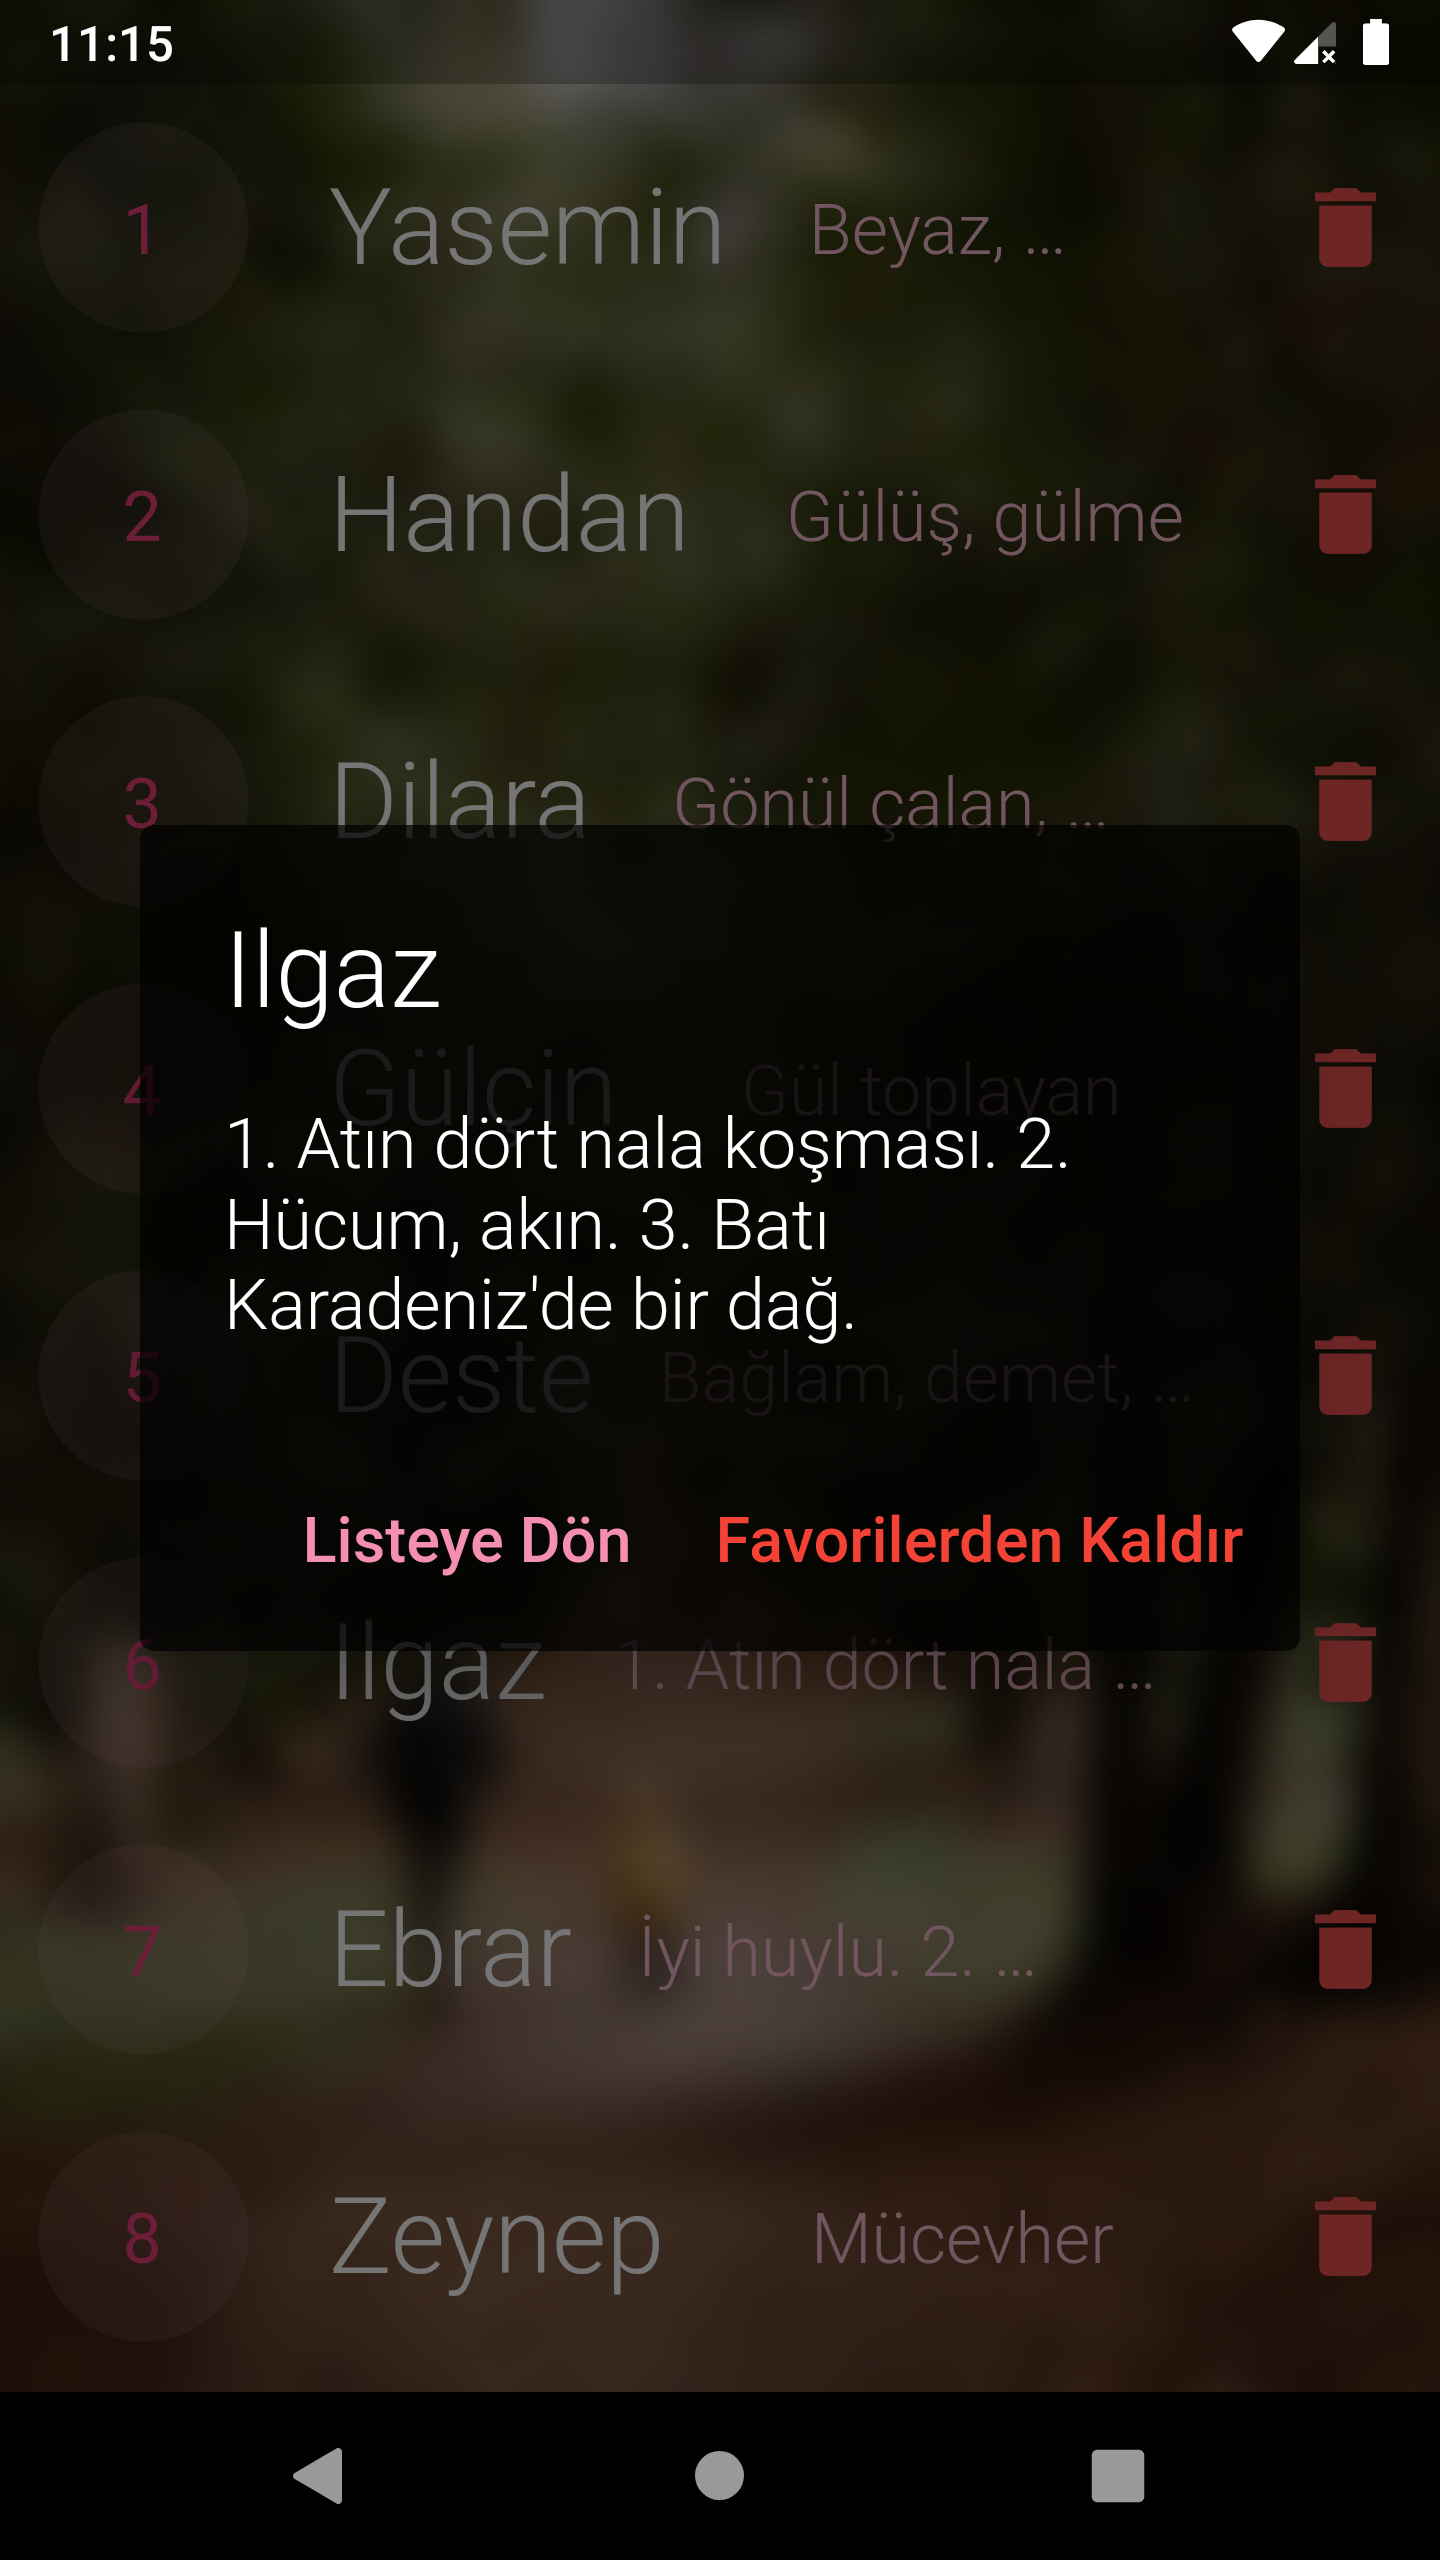 11:15
1 Yasemin Beyaz, ...
2 Handan Gülüş, gülme
3 Dilara Gönül çalan, ...
Ilgaz
4 Gülçin Gül toplayan
1. Atın dört nala koşması. 2.
Hücum, akın. 3. Batı
Karadeniz'de bir dağ.
5 Deste Bağlam, demet, ...
Listeye Dön Favorilerden Kaldır
6 Ilgaz 1. Atın dört nala ...
7 Ebrar İyi huylu. 2. ...
8 Zeynep Mücevher